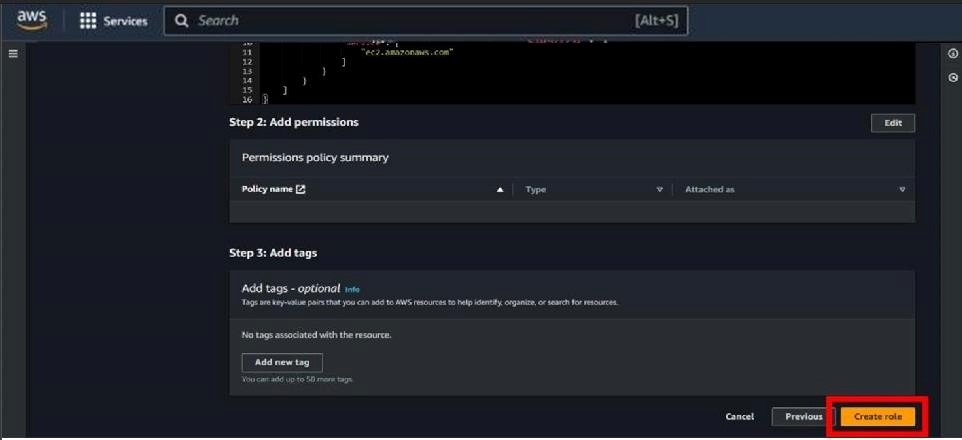 aws Services Search [Alt+S]
11 "ec2.amazonaws.com"
12 ]
13 }
14 }
15 ]
16 }
Step 2: Add permissions Edit
Permissions policy summary
Policy name Type Attached as
Step 3: Add tags
Add tags - optional Info
Tags are key-value pairs that you can add to AWS resources to help identify, organize, or search for resources.
No tags associated with the resource.
Add new tag
You can add up to 50 more tags.
Cancel Previous Create role